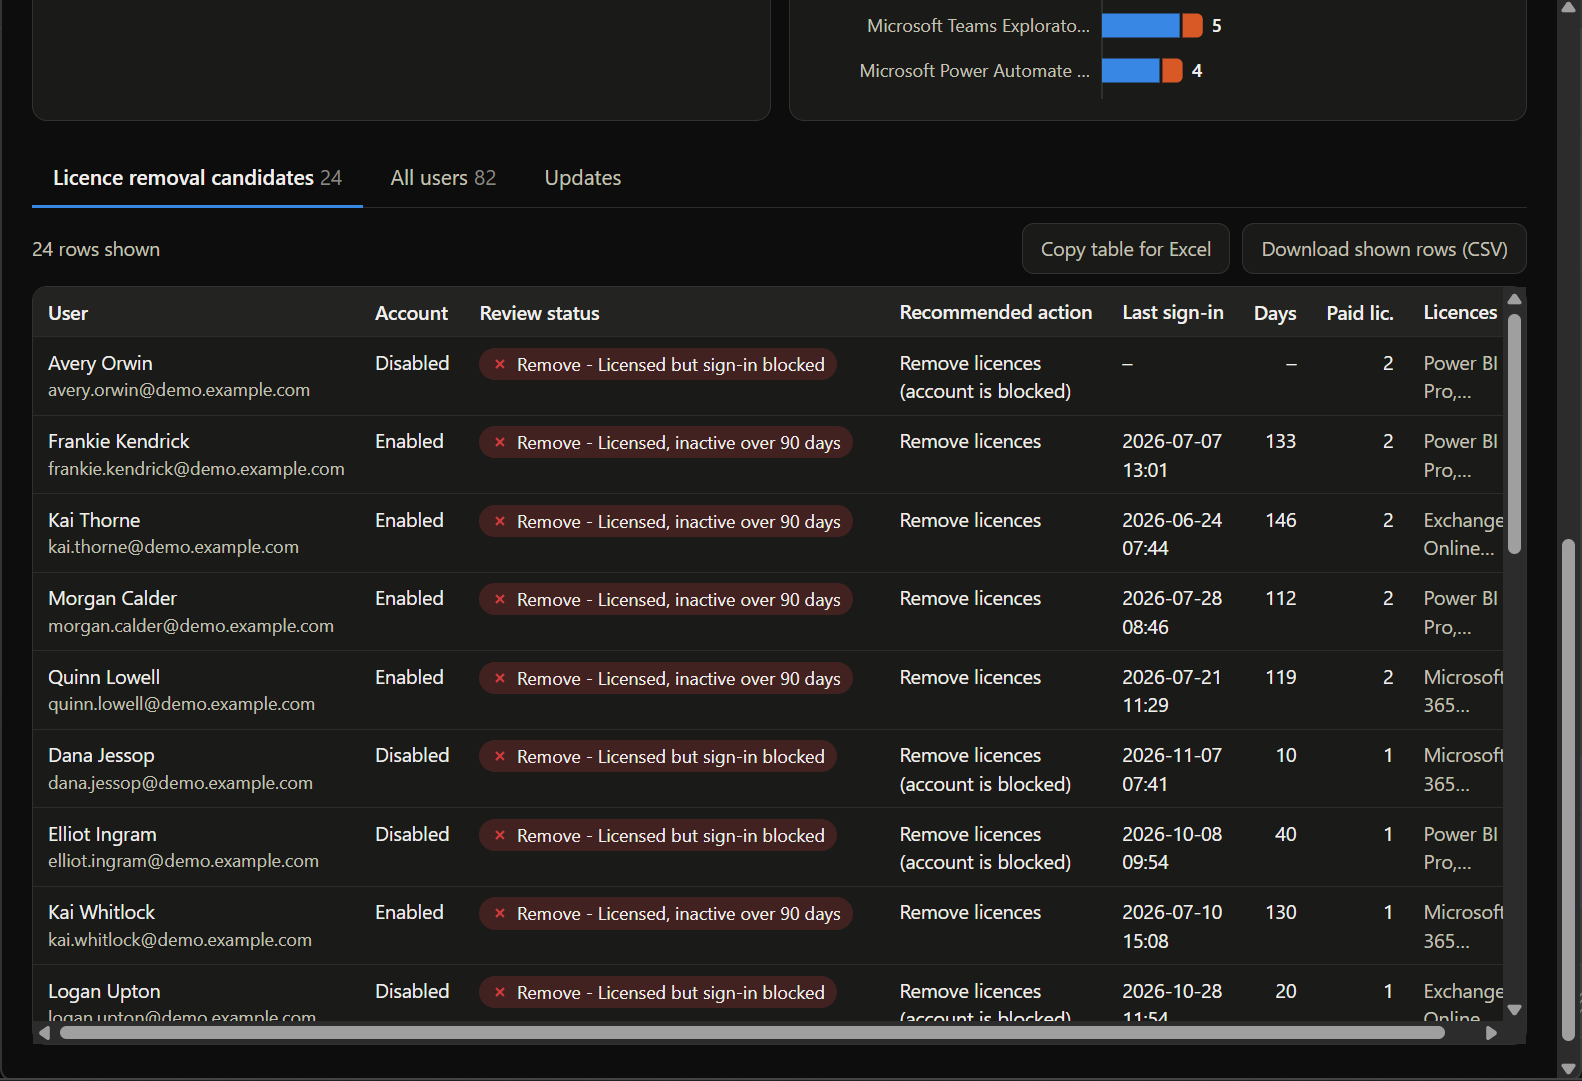 Microsoft Teams Explorato... 5
Microsoft Power Automate ... 4
Licence removal candidates 24 All users 82 Updates
24 rows shown Copy table for Excel Download shown rows (CSV)
User Account Review status Recommended action Last sign-in Days Paid lic. Licences
Avery Orwin Disabled × Remove - Licensed but sign-in blocked Remove licences – – 2 Power BI
avery.orwin@demo.example.com (account is blocked) Pro,...
Frankie Kendrick Enabled × Remove - Licensed, inactive over 90 days Remove licences 2026-07-07 133 2 Power BI
frankie.kendrick@demo.example.com 13:01 Pro,...
Kai Thorne Enabled × Remove - Licensed, inactive over 90 days Remove licences 2026-06-24 146 2 Exchange
kai.thorne@demo.example.com 07:44 Online...
Morgan Calder Enabled × Remove - Licensed, inactive over 90 days Remove licences 2026-07-28 112 2 Power BI
morgan.calder@demo.example.com 08:46 Pro,...
Quinn Lowell Enabled × Remove - Licensed, inactive over 90 days Remove licences 2026-07-21 119 2 Microsoft
quinn.lowell@demo.example.com 11:29 365...
Dana Jessop Disabled × Remove - Licensed but sign-in blocked Remove licences 2026-11-07 10 1 Microsoft
dana.jessop@demo.example.com (account is blocked) 07:41 365...
Elliot Ingram Disabled × Remove - Licensed but sign-in blocked Remove licences 2026-10-08 40 1 Power BI
elliot.ingram@demo.example.com (account is blocked) 09:54 Pro,...
Kai Whitlock Enabled × Remove - Licensed, inactive over 90 days Remove licences 2026-07-10 130 1 Microsoft
kai.whitlock@demo.example.com 15:08 365...
Logan Upton Disabled × Remove - Licensed but sign-in blocked Remove licences 2026-10-28 20 1 Exchange
logan.upton@demo.example.com (account is blocked) 11:54 Online